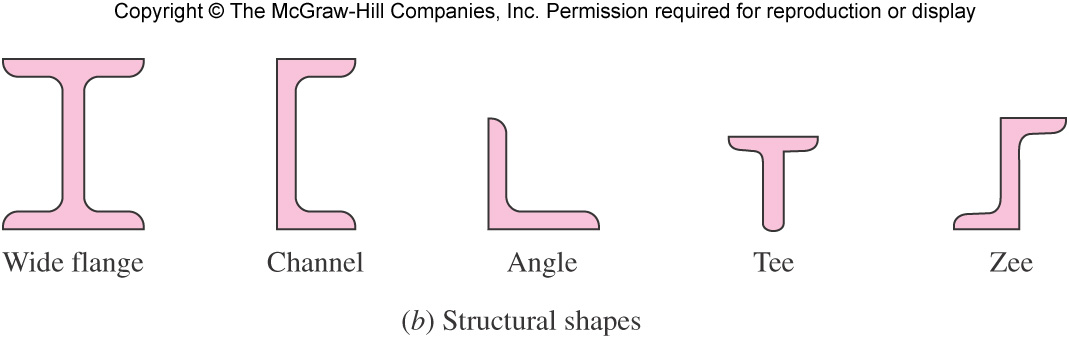 Copyright © The McGraw-Hill Companies, Inc. Permission required for reproduction or display
Wide flange Channel Angle Tee Zee
(b) Structural shapes